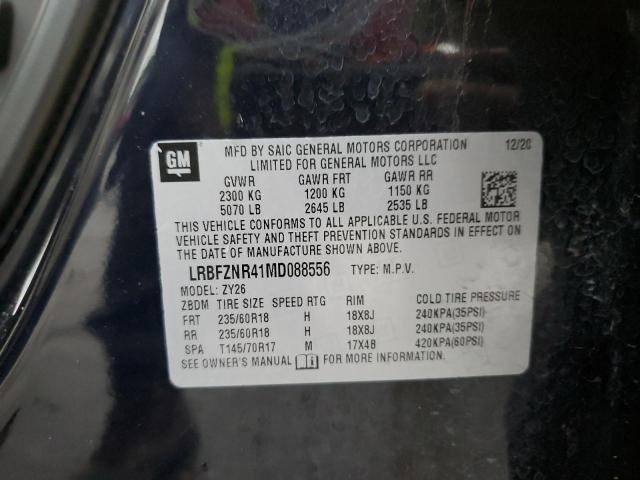 GM
MFD BY SAIC GENERAL MOTORS CORPORATION 12/20
LIMITED FOR GENERAL MOTORS LLC
GVWR GAWR FRT GAWR RR
2300 KG 1200 KG 1150 KG
5070 LB 2645 LB 2535 LB
THIS VEHICLE CONFORMS TO ALL APPLICABLE U.S. FEDERAL MOTOR
VEHICLE SAFETY AND THEFT PREVENTION STANDARDS IN EFFECT ON
THE DATE OF MANUFACTURE SHOWN ABOVE.
LRBFZNR41MD088556 TYPE: M.P.V.
MODEL: ZY26
ZBDM TIRE SIZE SPEED RTG RIM COLD TIRE PRESSURE
FRT 235/60R18 H 18X8J 240KPA(35PSI)
RR 235/60R18 H 18X8J 240KPA(35PSI)
SPA T145/70R17 M 17X4B 420KPA(60PSI)
SEE OWNER'S MANUAL FOR MORE INFORMATION.